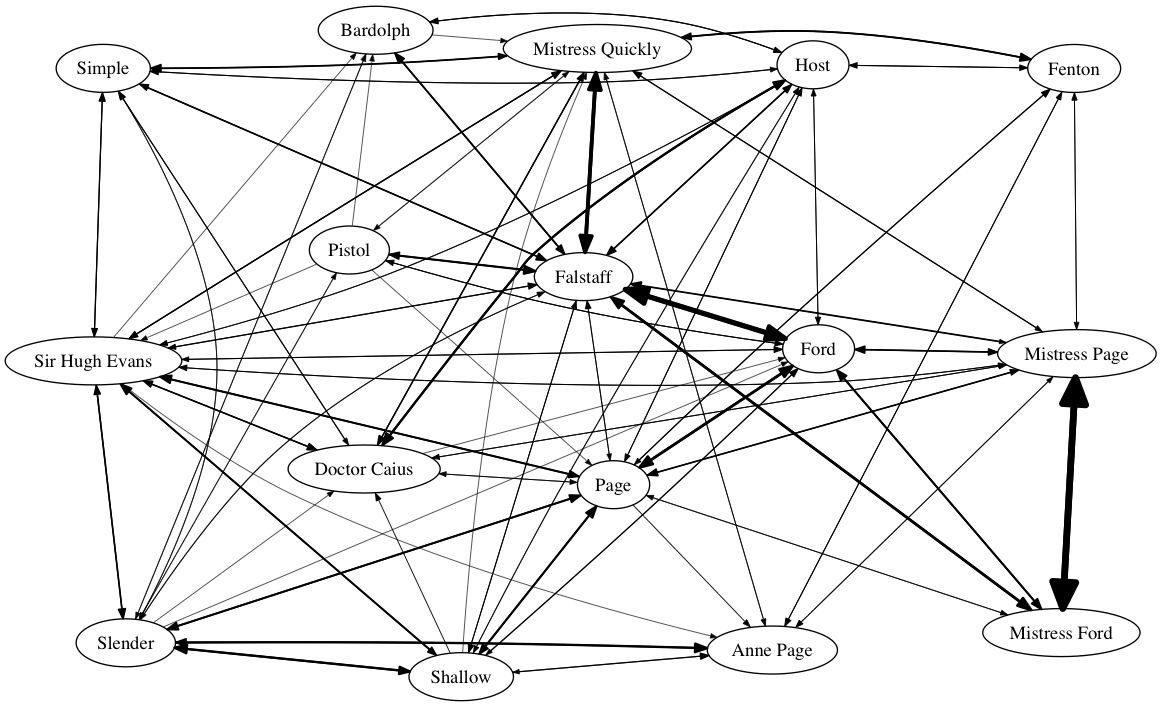 Bardolph
Mistress Quickly
Simple
Host
Fenton
Pistol
Falstaff
Ford
Mistress Page
Sir Hugh Evans
Doctor Caius
Page
Slender
Shallow
Anne Page
Mistress Ford